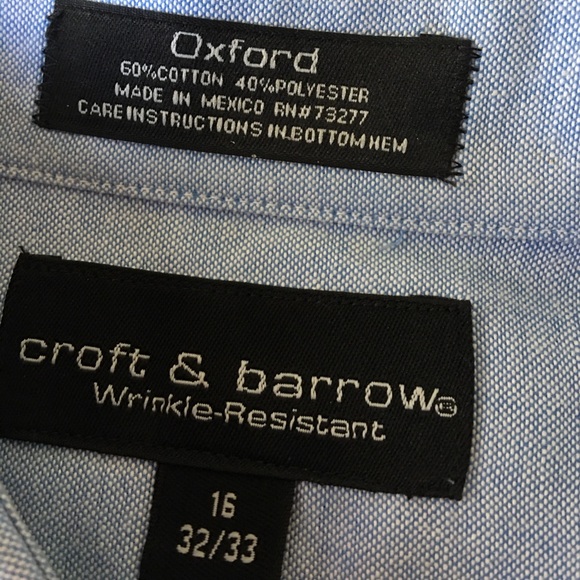 Oxford
60%COTTON 40%POLYESTER
MADE IN MEXICO RN#73277
CARE INSTRUCTIONS IN.BOTTOM HEM
croft & barrow®
Wrinkle-Resistant
16
32/33